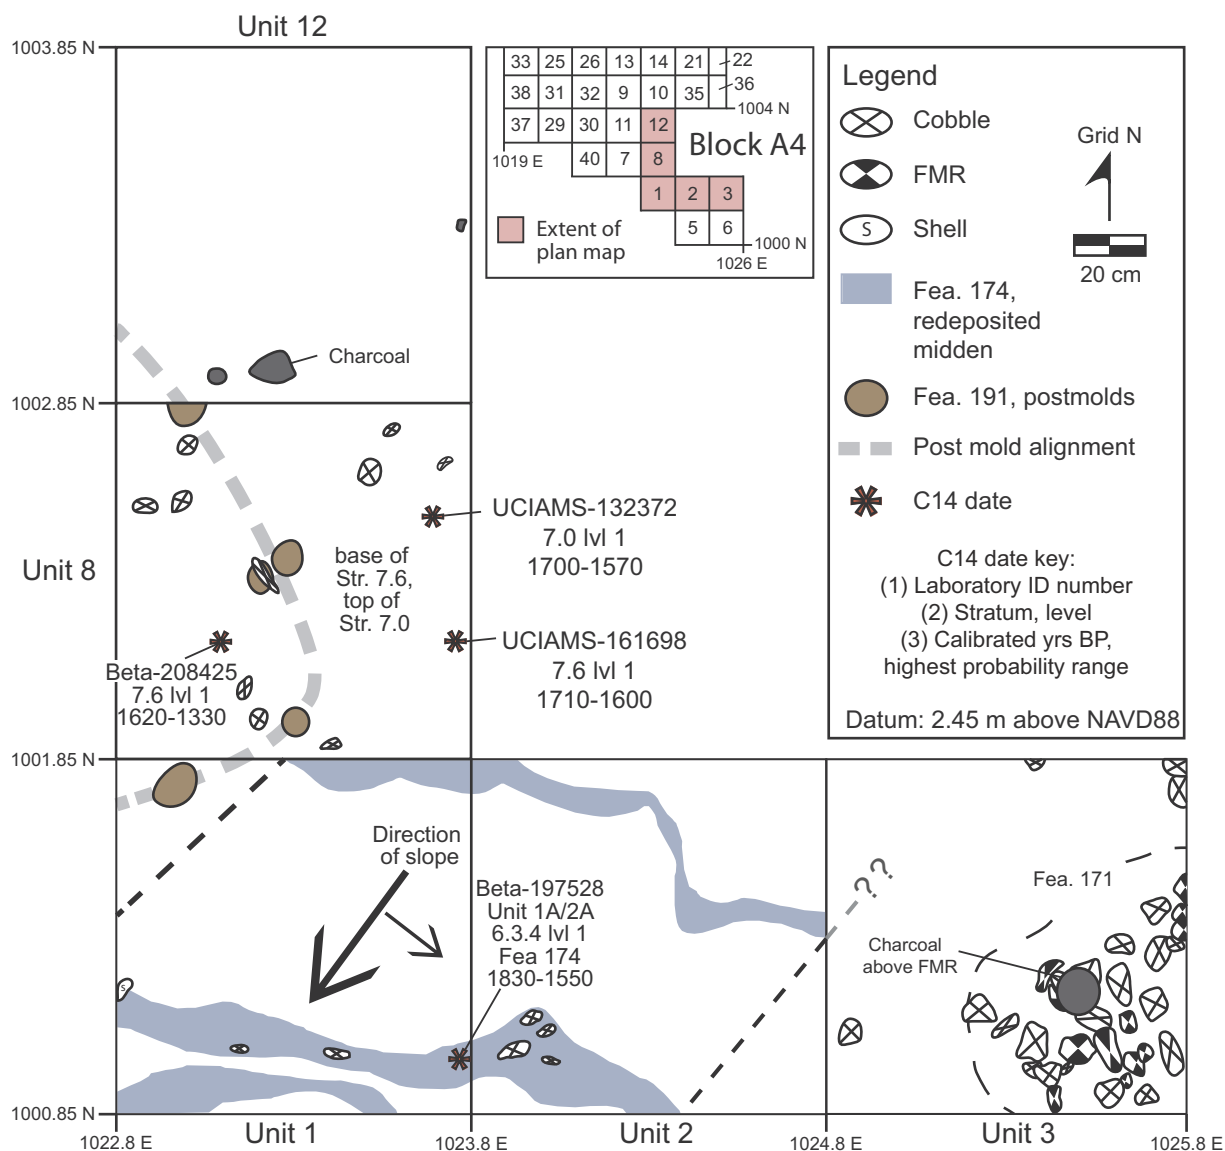 Unit 12
1003.85 N
33 25 26 13 14 21 22
38 31 32 9 10 35 36
1004 N
37 29 30 11 12
Block A4
1019 E
40 7 8
1 2 3
5 6
1000 N
1026 E
Extent of
plan map
Legend
Cobble
FMR
S
Shell
Grid N
20 cm
Fea. 174,
redeposited
midden
Fea. 191, postmolds
Post mold alignment
C14 date
C14 date key:
(1) Laboratory ID number
(2) Stratum, level
(3) Calibrated yrs BP,
highest probability range
Datum: 2.45 m above NAVD88
Charcoal
1002.85 N
Unit 8
UCIAMS-132372
7.0 lvl 1
1700-1570
base of
Str. 7.6,
top of
Str. 7.0
UCIAMS-161698
7.6 lvl 1
1710-1600
Beta-208425
7.6 lvl 1
1620-1330
1001.85 N
Direction
of slope
Beta-197528
Unit 1A/2A
6.3.4 lvl 1
Fea 174
1830-1550
? ?
Fea. 171
Charcoal
above FMR
S
1000.85 N
1022.8 E
Unit 1
1023.8 E
Unit 2
1024.8 E
Unit 3
1025.8 E